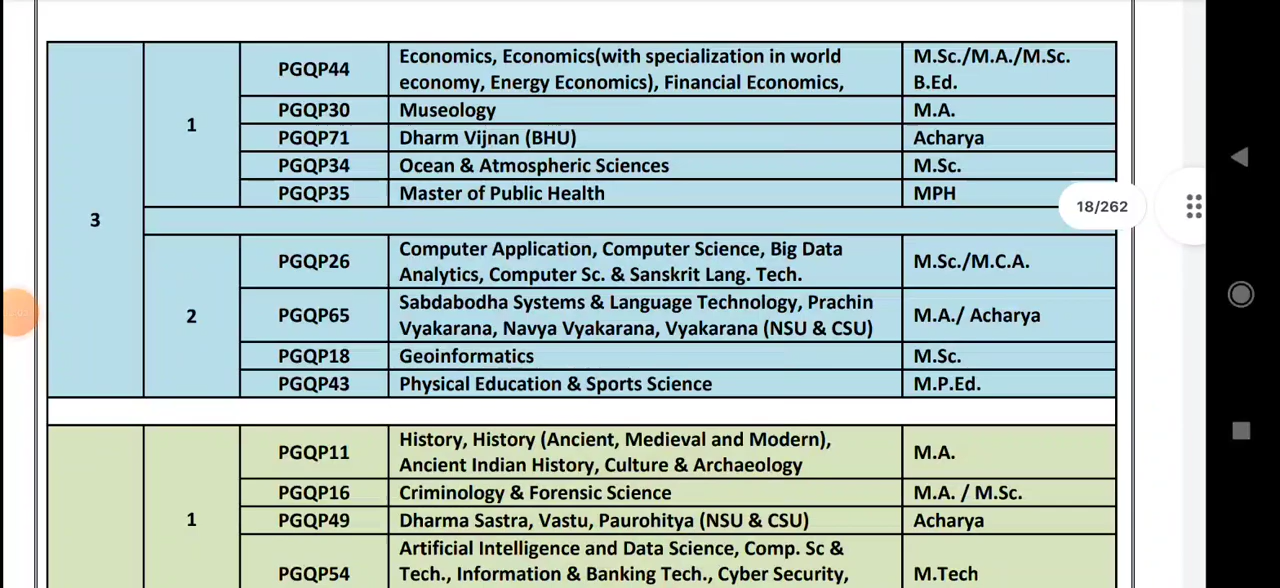 3
1
PGQP44
Economics, Economics(with specialization in world
economy, Energy Economics), Financial Economics,
M.Sc./M.A./M.Sc.
B.Ed.
PGQP30
Museology
M.A.
PGQP71
Dharm Vijnan (BHU)
Acharya
PGQP34
Ocean & Atmospheric Sciences
M.Sc.
PGQP35
Master of Public Health
MPH
18/262
2
PGQP26
Computer Application, Computer Science, Big Data
Analytics, Computer Sc. & Sanskrit Lang. Tech.
M.Sc./M.C.A.
PGQP65
Sabdabodha Systems & Language Technology, Prachin
Vyakarana, Navya Vyakarana, Vyakarana (NSU & CSU)
M.A./ Acharya
PGQP18
Geoinformatics
M.Sc.
PGQP43
Physical Education & Sports Science
M.P.Ed.
1
PGQP11
History, History (Ancient, Medieval and Modern),
Ancient Indian History, Culture & Archaeology
M.A.
PGQP16
Criminology & Forensic Science
M.A. / M.Sc.
PGQP49
Dharma Sastra, Vastu, Paurohitya (NSU & CSU)
Acharya
PGQP54
Artificial Intelligence and Data Science, Comp. Sc &
Tech., Information & Banking Tech., Cyber Security,
M.Tech